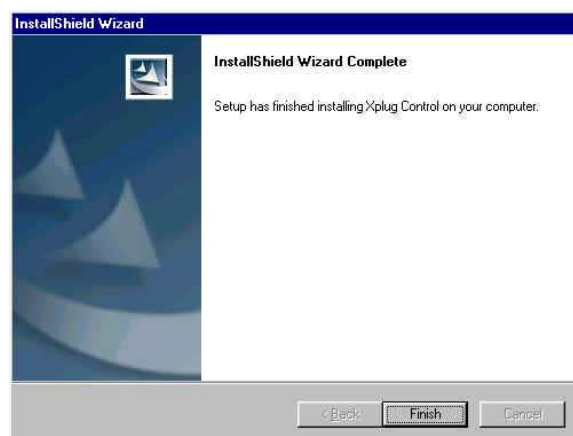 InstallShield Wizard
InstallShield Wizard Complete
Setup has finished installing Xplug Control on your computer.
< Back
Finish
Cancel